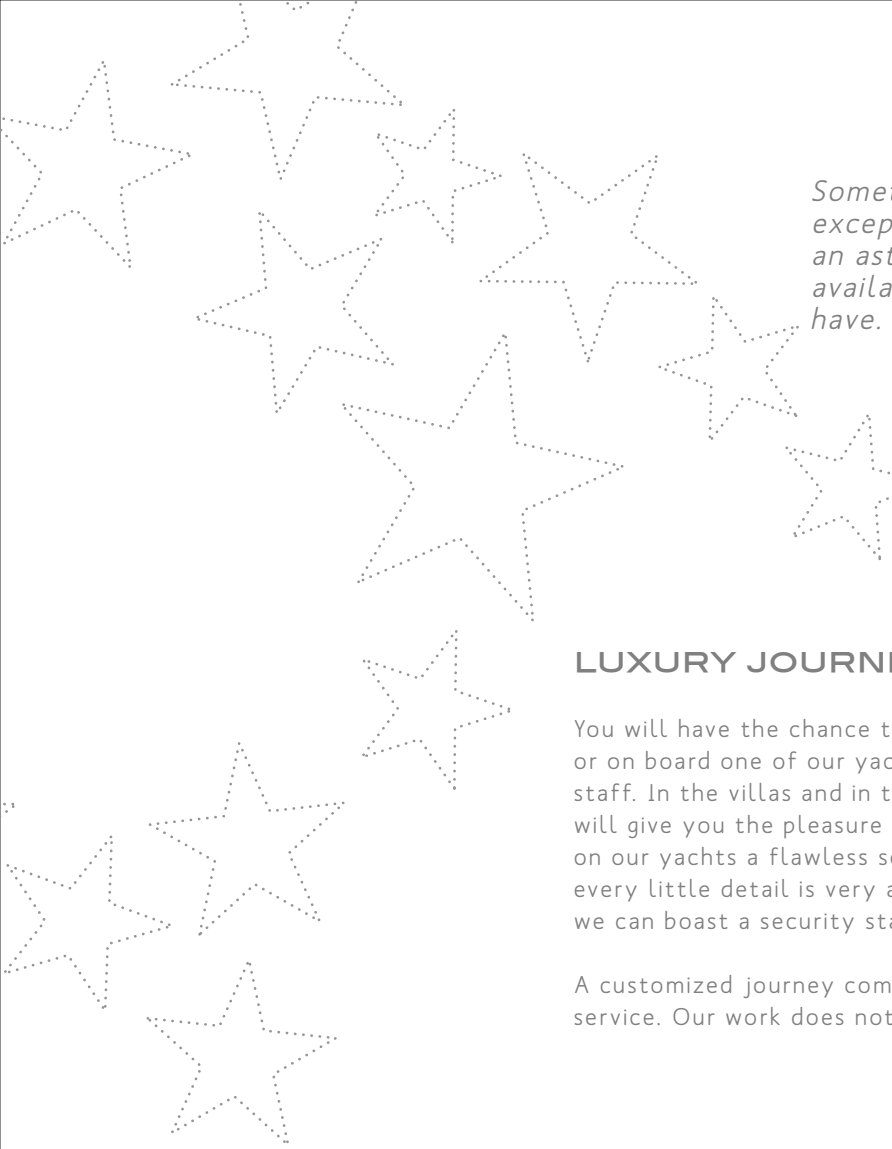 Somet
excep
an ast
availa
have.
LUXURY JOURN
You will have the chance t
or on board one of our yac
staff. In the villas and in t
will give you the pleasure
on our yachts a flawless s
every little detail is very a
we can boast a security sta
A customized journey com
service. Our work does not